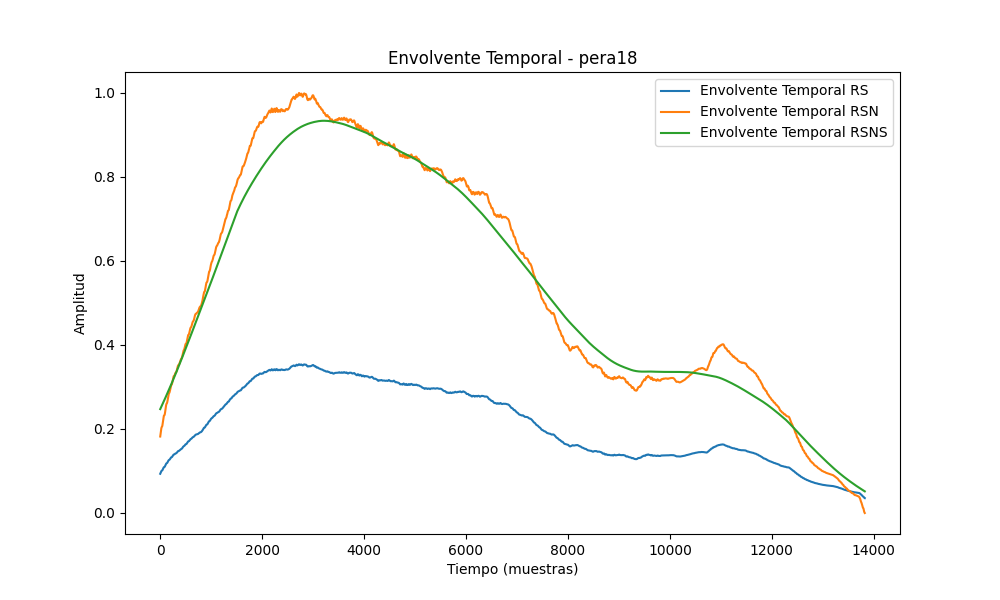 Envolvente Temporal - pera18
Envolvente Temporal RS
Envolvente Temporal RSN
Envolvente Temporal RSNS
Amplitud
1.0
0.8
0.6
0.4
0.2
0.0
0 2000 4000 6000 8000 10000 12000 14000
Tiempo (muestras)